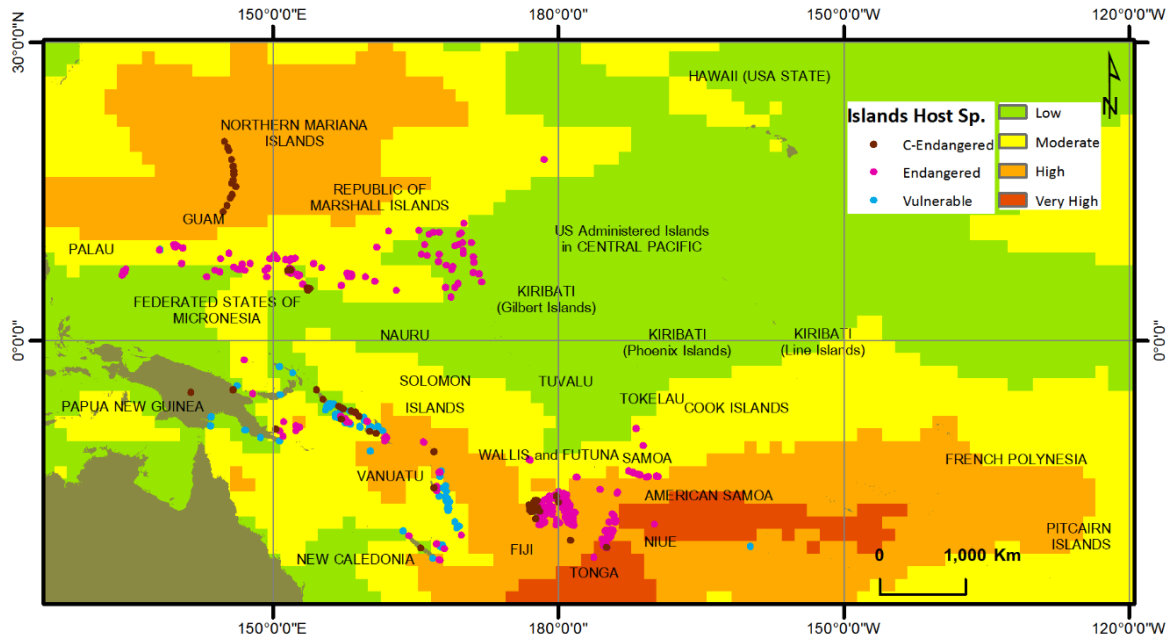 150°0'0"E
180°0'0"
150°0'0"W
120°0'0"W
30°0'0"N
HAWAII (USA STATE)
N
Islands Host Sp.
C-Endangered
Endangered
Vulnerable
Low
Moderate
High
Very High
NORTHERN MARIANA
ISLANDS
REPUBLIC OF
MARSHALL ISLANDS
GUAM
US Administered Islands
in CENTRAL PACIFIC
PALAU
FEDERATED STATES OF
MICRONESIA
KIRIBATI
(Gilbert Islands)
NAURU
KIRIBATI
(Phoenix Islands)
KIRIBATI
(Line Islands)
0°0'0"
0°0'0"
SOLOMON
ISLANDS
TUVALU
PAPUA NEW GUINEA
TOKELAU
COOK ISLANDS
WALLIS and FUTUNA
SAMOA
FRENCH POLYNESIA
VANUATU
AMERICAN SAMOA
PITCAIRN
ISLANDS
NEW CALEDONIA
FIJI
NIUE
TONGA
0
1,000 Km
150°0'0"E
180°0'0"
150°0'0"W
120°0'0"W